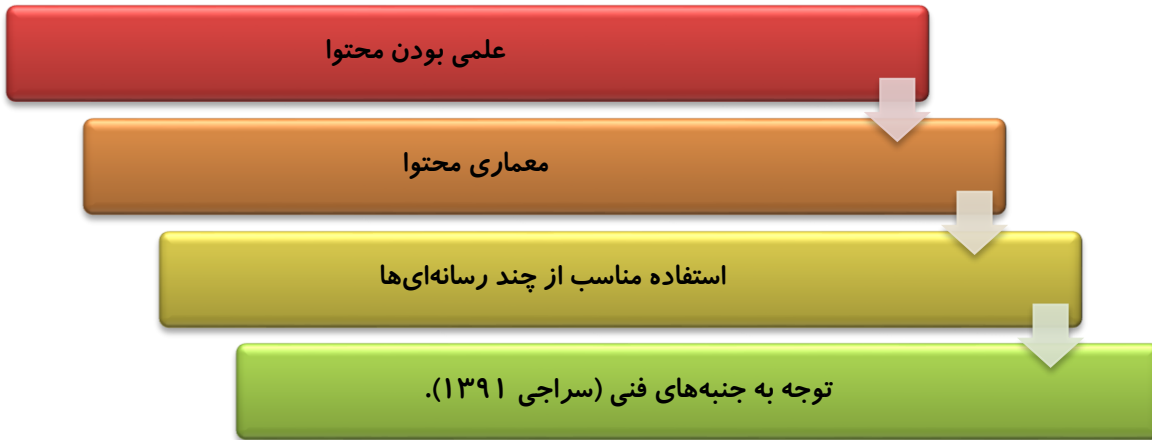 علمی بودن محتوا
معماری محتوا
استفاده مناسب از چند رسانه‌ای‌ها
توجه به جنبه‌های فنی (سراجی ۱۳۹۱).